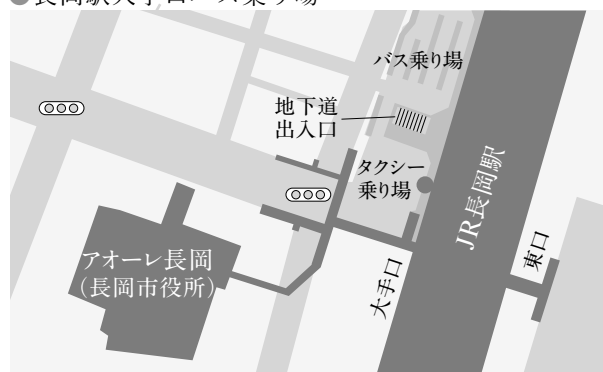 ●長岡駅大手口バス乗り場
バス乗り場
地下道
出入口
タクシー
乗り場
JR長岡駅
アオーレ長岡
（長岡市役所）
大手口
東口